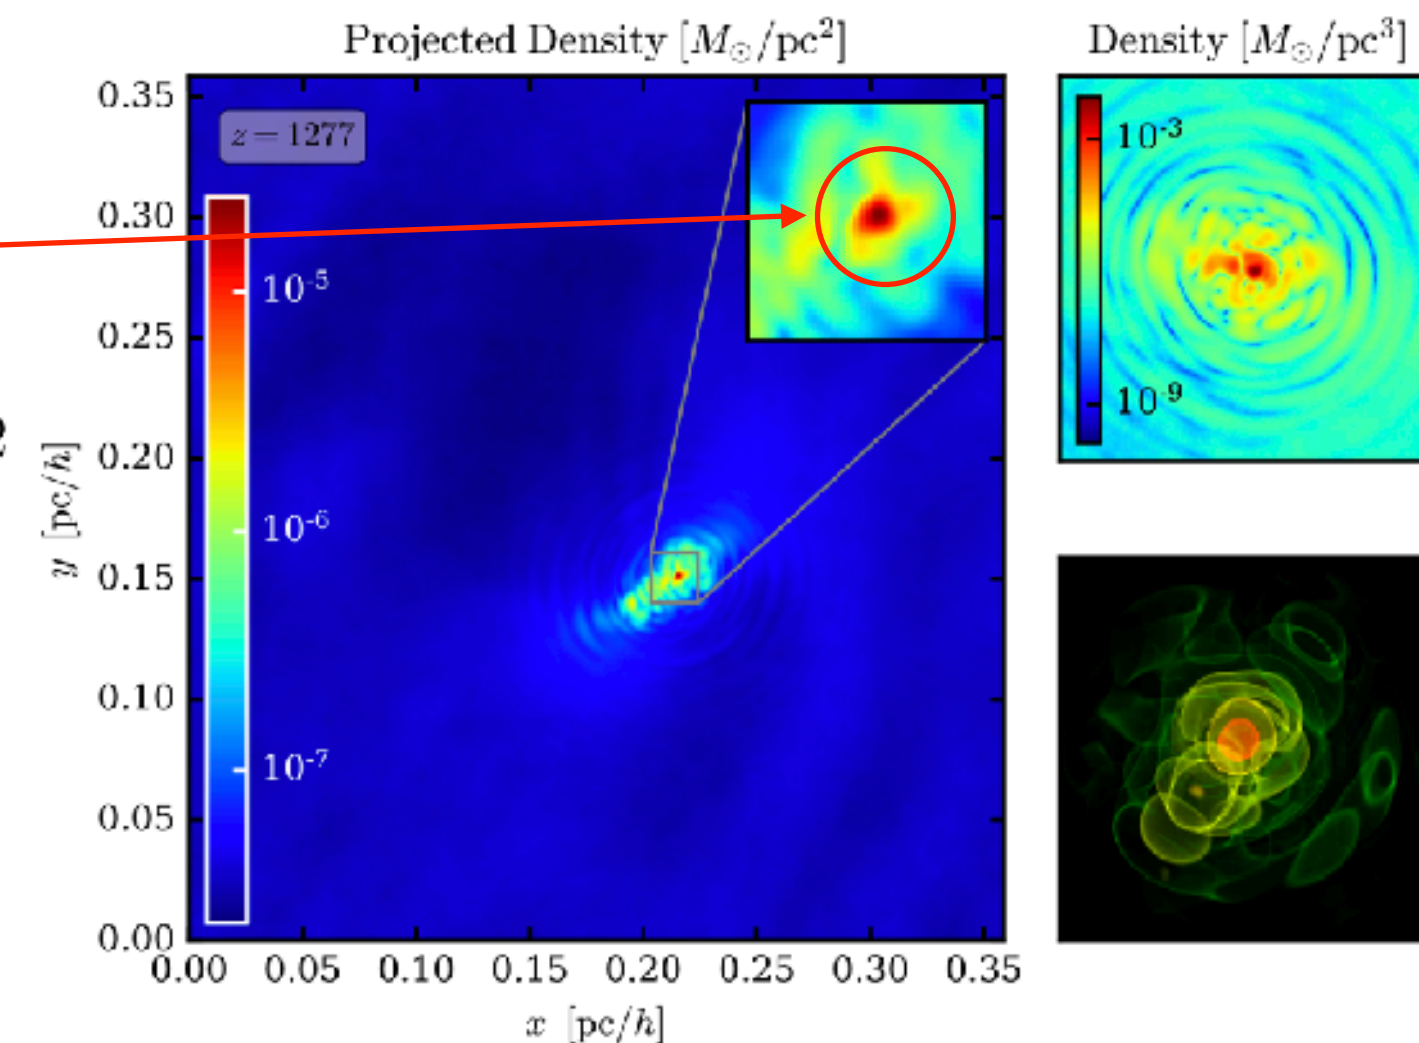 Projected Density [M☉/pc²]
Density [M☉/pc³]
z = 1277
10⁻⁵
10⁻⁶
10⁻⁷
10⁻³
10⁻⁹
0.35
0.30
0.25
0.20
0.15
0.10
0.05
0.00
y [pc/h]
0.00 0.05 0.10 0.15 0.20 0.25 0.30 0.35
x [pc/h]